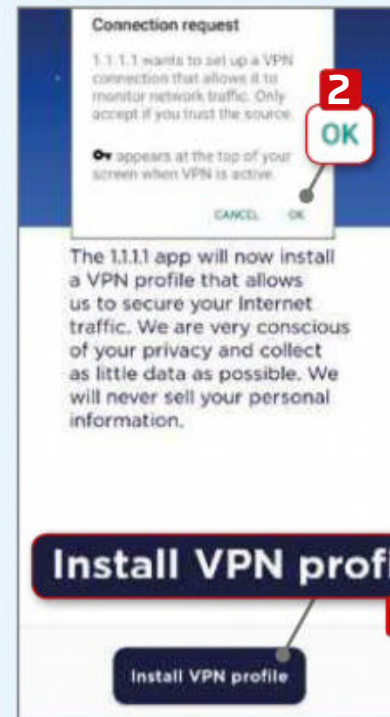 Connection request
1.1.1.1 wants to set up a VPN
connection that allows it to
monitor network traffic. Only
accept if you trust the source.
appears at the top of your
screen when VPN is active.
CANCEL OK
2
OK
The 1.1.1.1 app will now install
a VPN profile that allows
us to secure your Internet
traffic. We are very conscious
of your privacy and collect
as little data as possible. We
will never sell your personal
information.
Install VPN profi
Install VPN profile